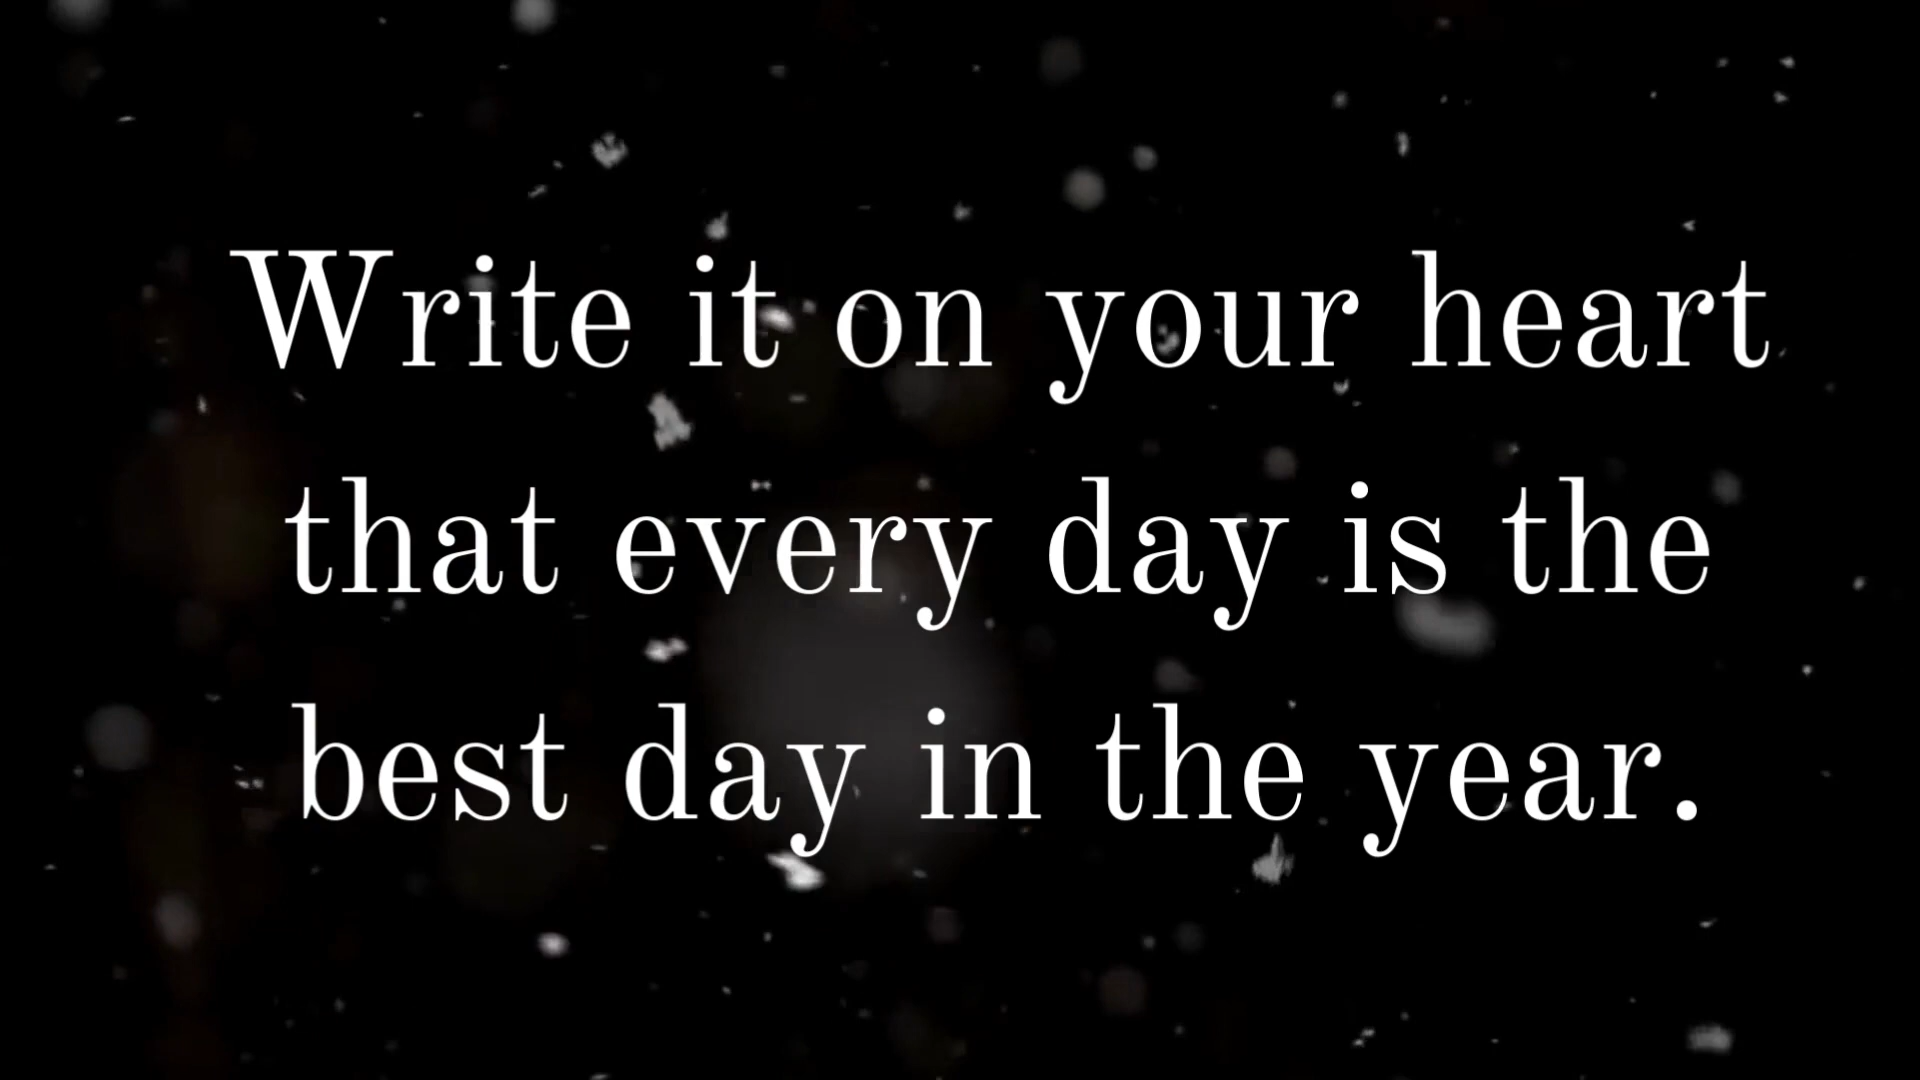 Write it on your heart
that every day is the
best day in the year.